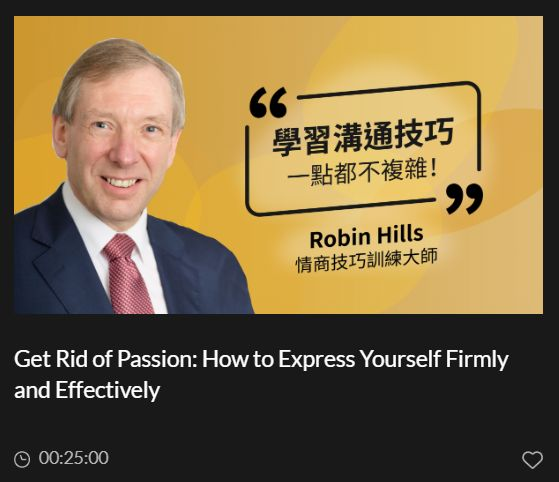 學習溝通技巧
一點都不複雜!
Robin Hills
情商技巧訓練大師
Get Rid of Passion: How to Express Yourself Firmly
and Effectively
00:25:00